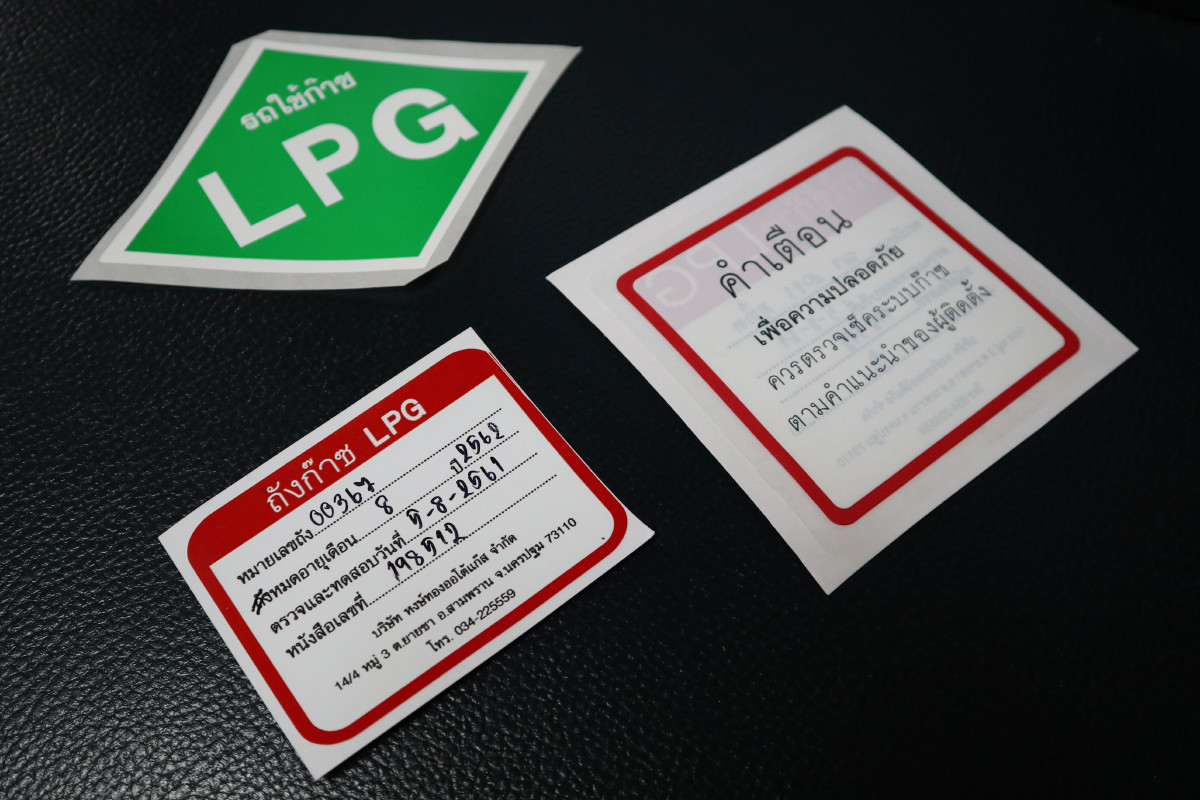 รถใช้ก๊าซ
LPG
คำเตือน
เพื่อความปลอดภัย
ควรตรวจเช็คระบบก๊าซ
ตามคำแนะนำของผู้ติดตั้ง
ถังก๊าซ LPG
หมายเลขถัง 00367
หมดอายุเดือน 8 ปี 2562
ตรวจและทดสอบวันที่ 5-8-2561
หนังสือเลขที่ 198512
บริษัท หงษ์ทองออโต้แก๊ส จำกัด
14/4 หมู่ 3 ต.ยายชา อ.สามพราน จ.นครปฐม 73110
โทร. 034-225559